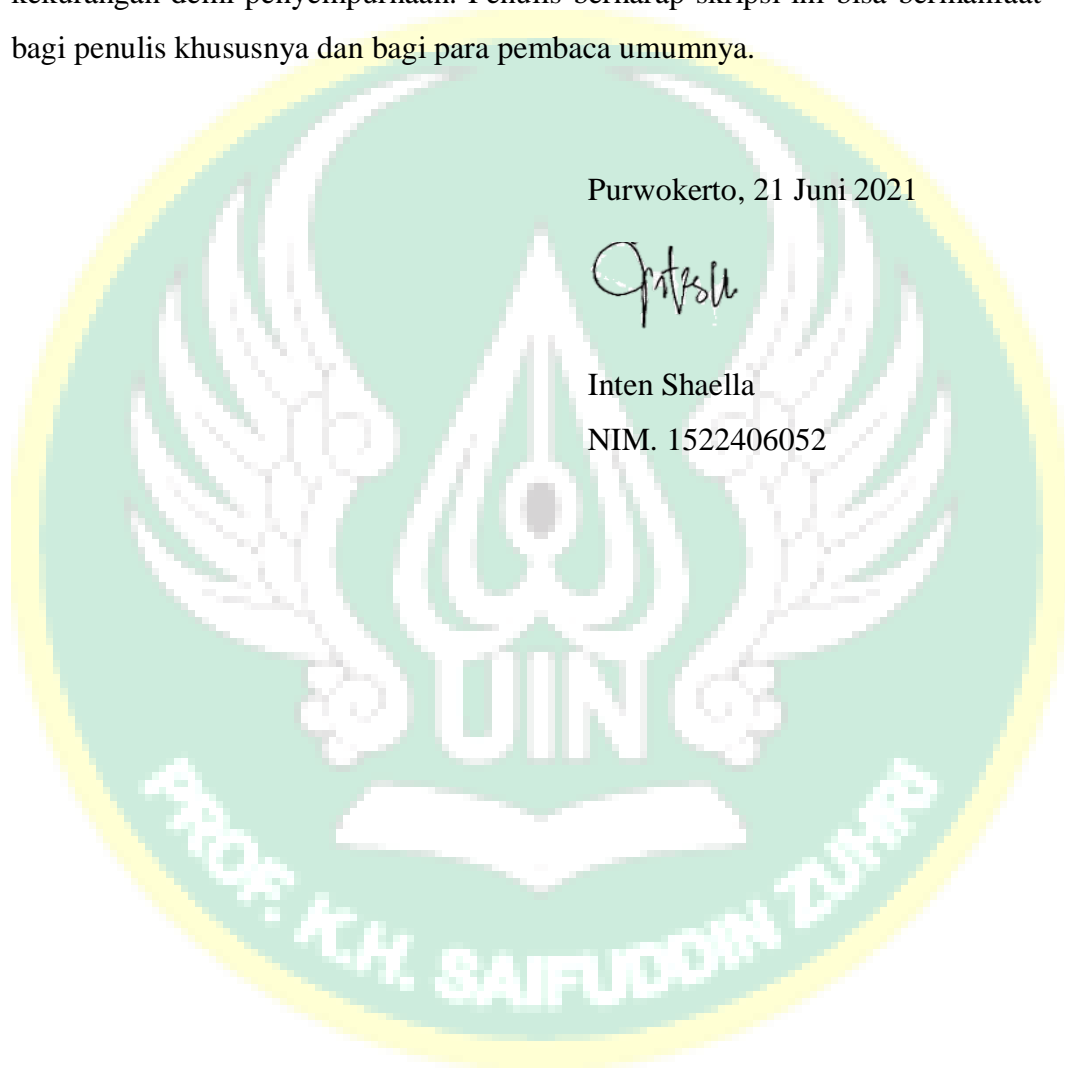 kekurangan demi penyempurnaan. Penulis berharap skripsi ini bisa bermanfaat
bagi penulis khususnya dan bagi para pembaca umumnya.
Purwokerto, 21 Juni 2021
Inten Shaella
NIM. 1522406052
UIN
PROF. K.H. SAIFUDDIN ZUHRI